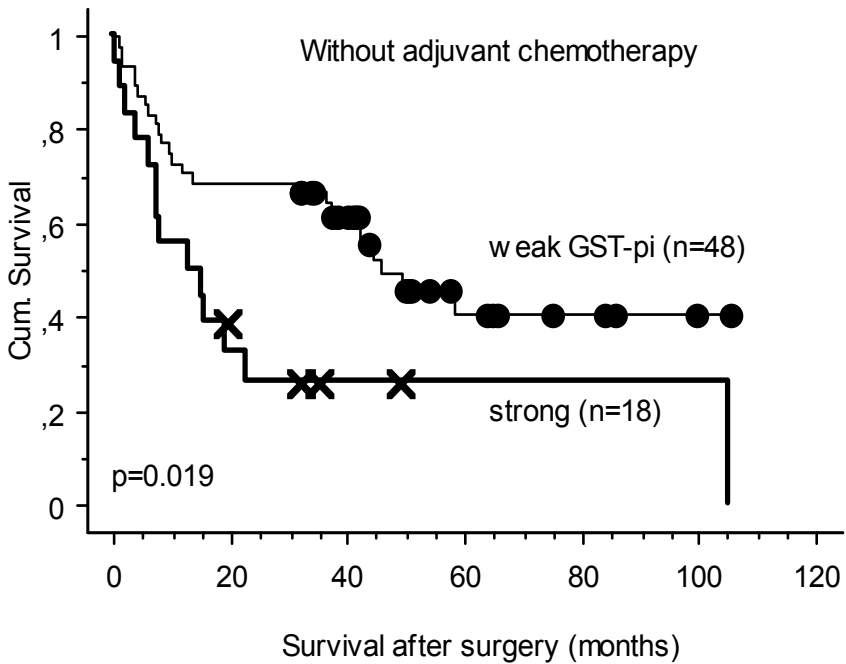 Without adjuvant chemotherapy
1
,8
,6
,4
,2
0
Cum. Survival
weak GST-pi (n=48)
strong (n=18)
p=0.019
0 20 40 60 80 100 120
Survival after surgery (months)